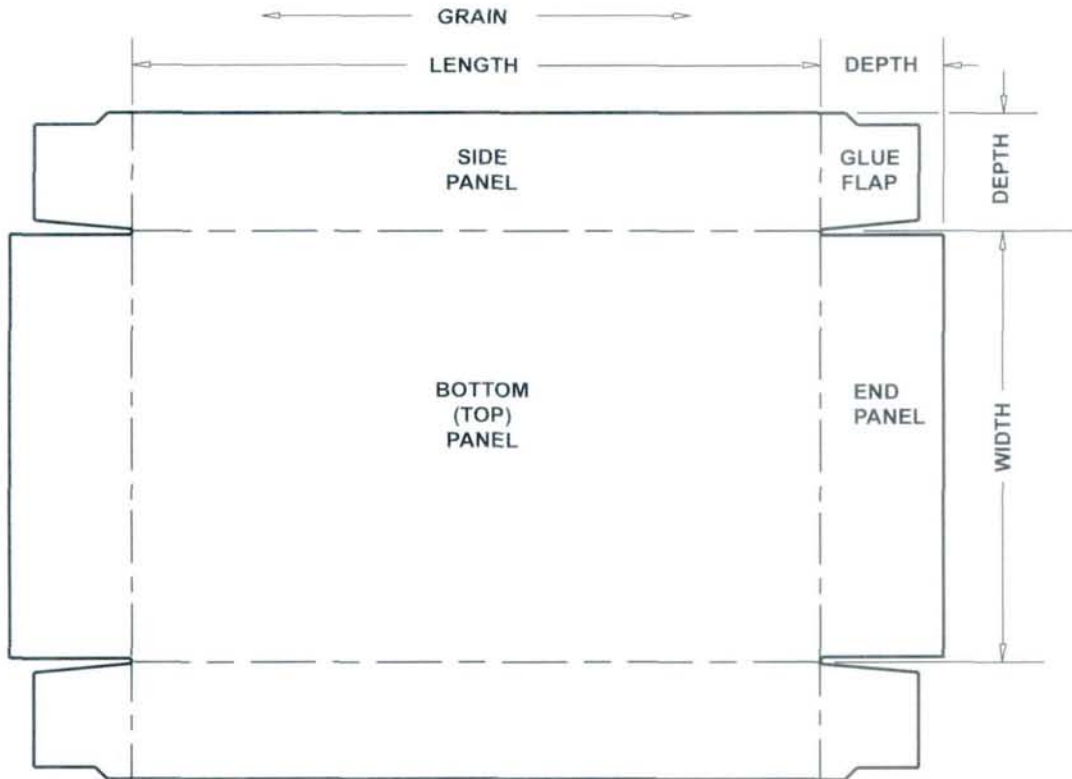 GRAIN
LENGTH
DEPTH
SIDE
PANEL
GLUE
FLAP
DEPTH
BOTTOM
(TOP)
PANEL
END
PANEL
WIDTH